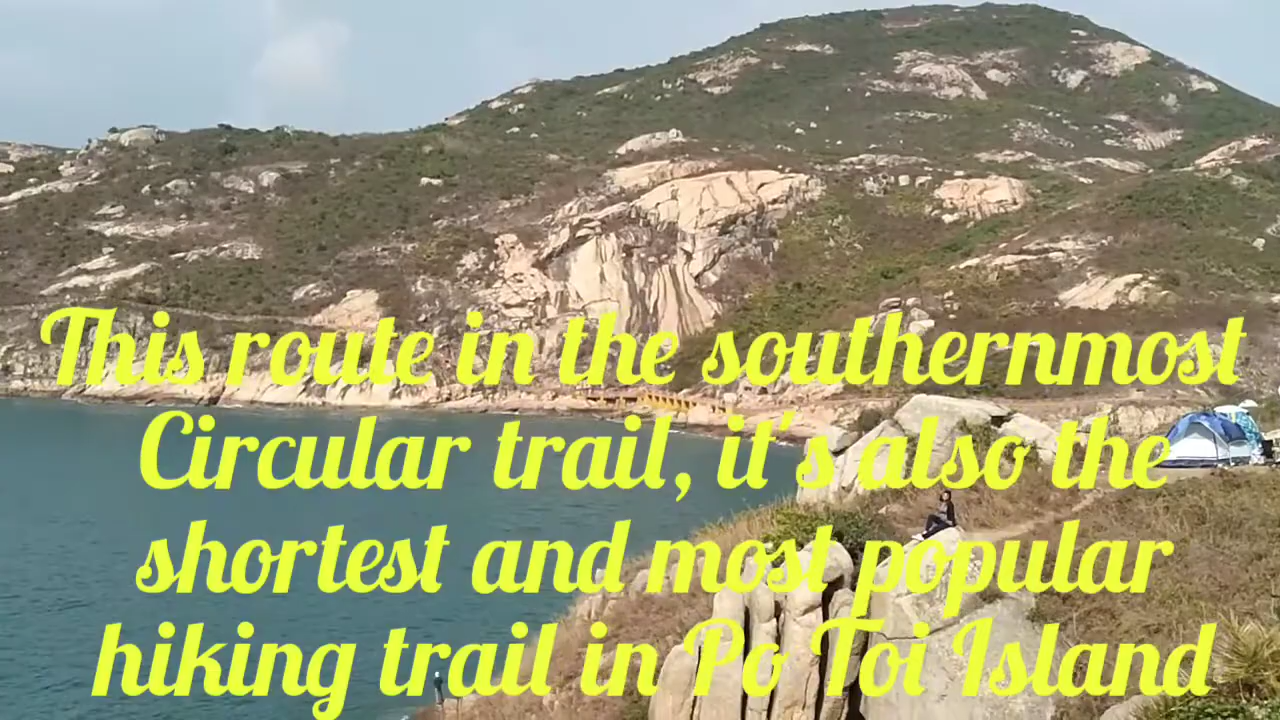 This route in the southernmost
Circular trail, it's also the
shortest and most popular
hiking trail in Po Toi Island